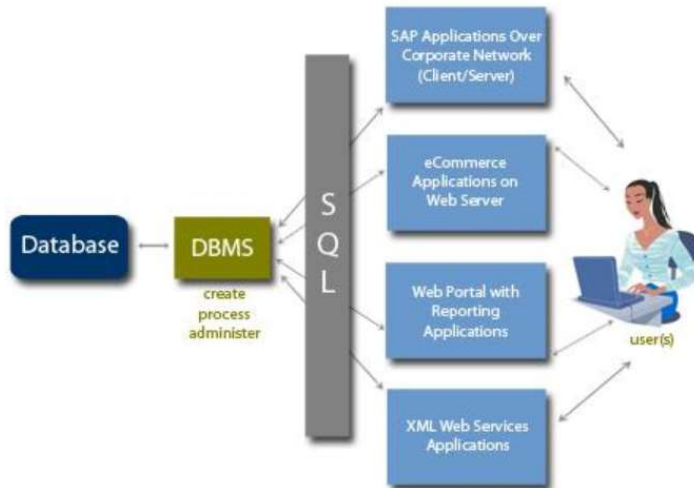 Database
DBMS
create
process
administer
S
Q
L
SAP Applications Over
Corporate Network
(Client/Server)
eCommerce
Applications on
Web Server
Web Portal with
Reporting
Applications
XML Web Services
Applications
user(s)